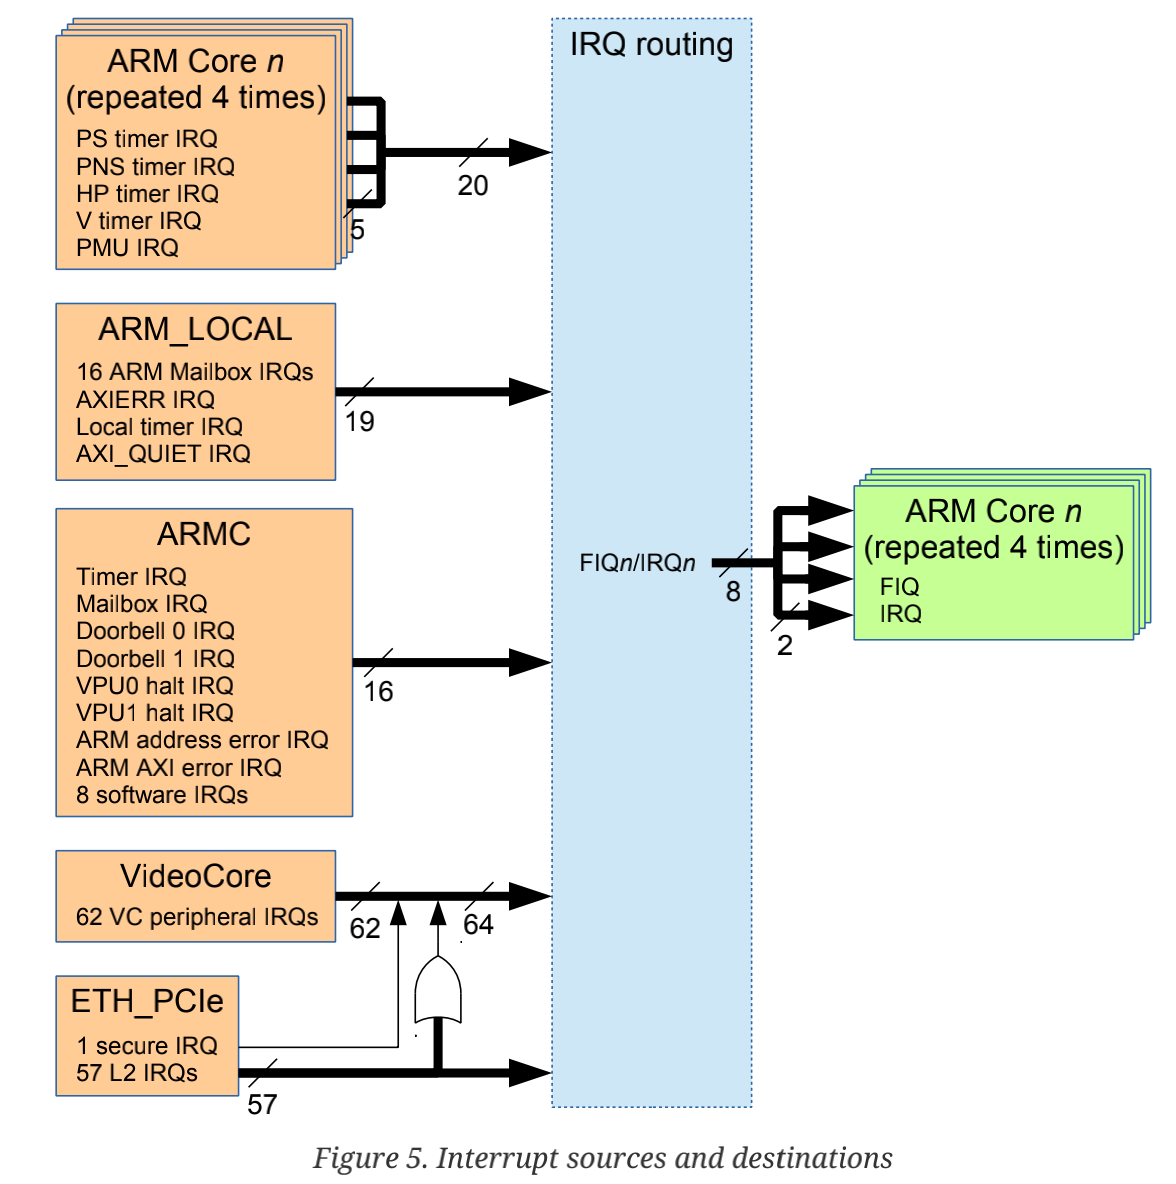 ARM Core n
(repeated 4 times)
PS timer IRQ
PNS timer IRQ
HP timer IRQ
V timer IRQ
PMU IRQ
5
20
IRQ routing
ARM_LOCAL
16 ARM Mailbox IRQs
AXIERR IRQ
Local timer IRQ
AXI_QUIET IRQ
19
ARMC
Timer IRQ
Mailbox IRQ
Doorbell 0 IRQ
Doorbell 1 IRQ
VPU0 halt IRQ
VPU1 halt IRQ
ARM address error IRQ
ARM AXI error IRQ
8 software IRQs
16
FIQn/IRQn
8
2
ARM Core n
(repeated 4 times)
FIQ
IRQ
VideoCore
62 VC peripheral IRQs
62
64
ETH_PCIe
1 secure IRQ
57 L2 IRQs
57
Figure 5. Interrupt sources and destinations